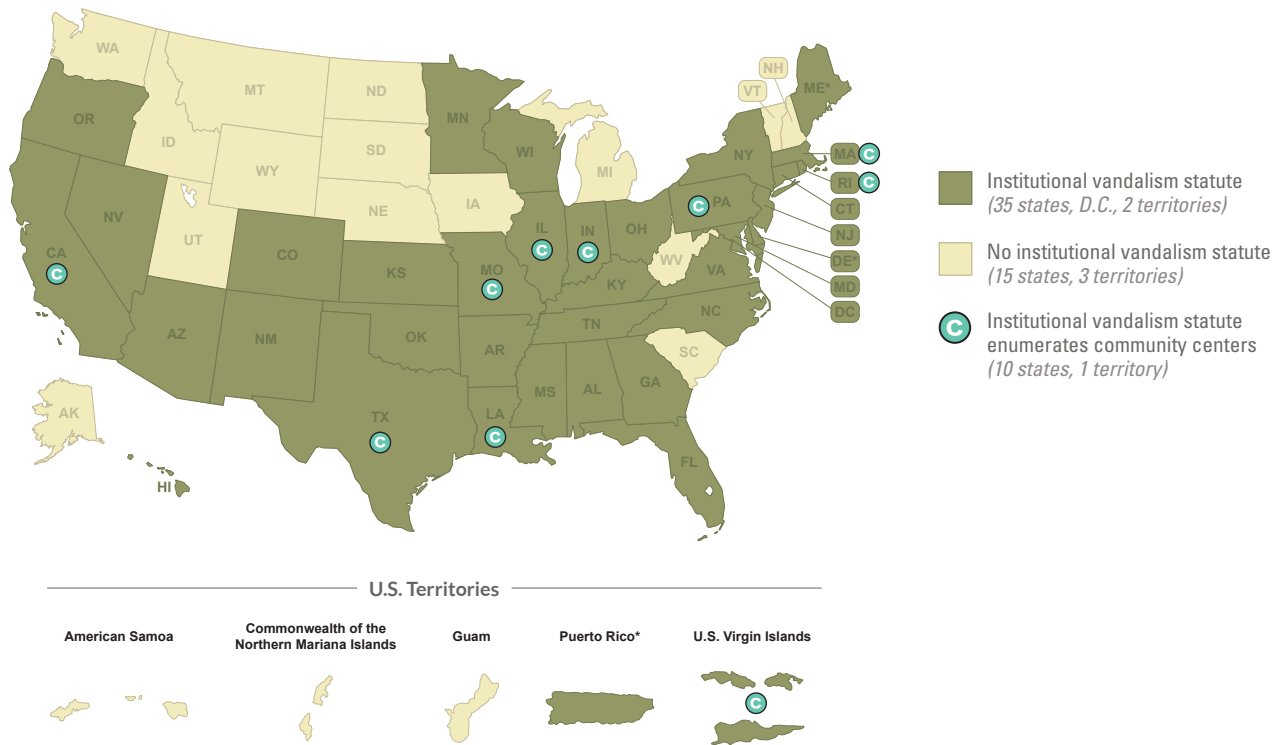 WA
MT
ND
MN
OR
ID
SD
WI
WY
MI
NH
VT
ME*
NY
MA C
RI C
CT
NJ
DE*
MD
DC
NV
UT
NE
IA
CA
C
CO
KS
MO
C
IL
C
IN
C
OH
C PA
WV
VA
KY
NC
TN
SC
AZ
NM
OK
AR
MS
AL
GA
TX
C
LA
C
FL
AK
HI
Institutional vandalism statute
(35 states, D.C., 2 territories)
No institutional vandalism statute
(15 states, 3 territories)
C
Institutional vandalism statute
enumerates community centers
(10 states, 1 territory)
U.S. Territories
American Samoa
Commonwealth of the
Northern Mariana Islands
Guam
Puerto Rico*
U.S. Virgin Islands
C